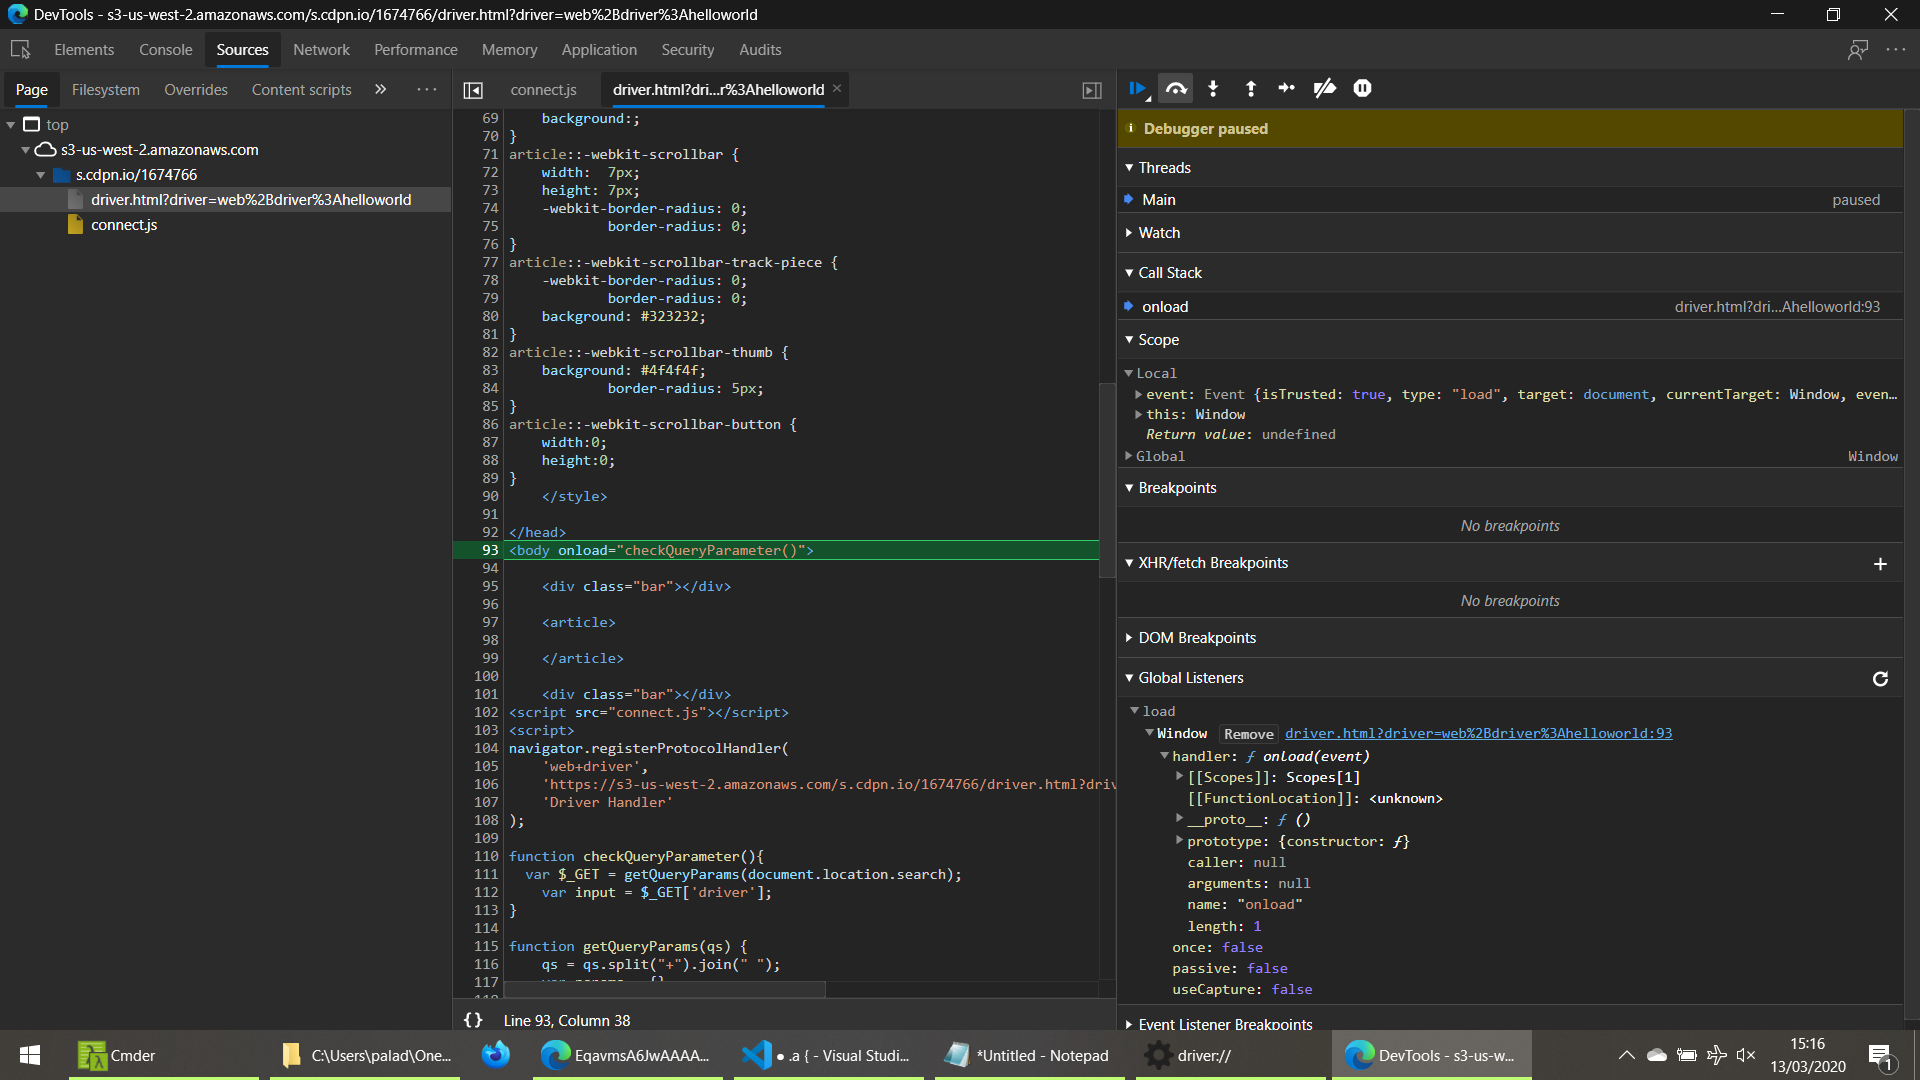 DevTools - s3-us-west-2.amazonaws.com/s.cdpn.io/1674766/driver.html?driver=web%2Bdriver%3Ahelloworld
Elements Console Sources Network Performance Memory Application Security Audits
Page Filesystem Overrides Content scripts » ···
top
s3-us-west-2.amazonaws.com
s.cdpn.io/1674766
driver.html?driver=web%2Bdriver%3Ahelloworld
connect.js
connect.js driver.html?dri...r%3Ahelloworld ×
69 background:;
70 }
71 article::-webkit-scrollbar {
72 width:  7px;
73 height: 7px;
74 -webkit-border-radius: 0;
75 border-radius: 0;
76 }
77 article::-webkit-scrollbar-track-piece {
78 -webkit-border-radius: 0;
79 border-radius: 0;
80 background: #323232;
81 }
82 article::-webkit-scrollbar-thumb {
83 background: #4f4f4f;
84 border-radius: 5px;
85 }
86 article::-webkit-scrollbar-button {
87 width:0;
88 height:0;
89 }
90 </style>
91
92 </head>
93 <body onload="checkQueryParameter()">
94
95 <div class="bar"></div>
96
97 <article>
98
99 </article>
100
101 <div class="bar"></div>
102 <script src="connect.js"></script>
103 <script>
104 navigator.registerProtocolHandler(
105 'web+driver',
106 'https://s3-us-west-2.amazonaws.com/s.cdpn.io/1674766/driver.html?driv
107 'Driver Handler'
108 );
109
110 function checkQueryParameter(){
111 var $_GET = getQueryParams(document.location.search);
112 var input = $_GET['driver'];
113 }
114
115 function getQueryParams(qs) {
116 qs = qs.split("+").join(" ");
117
{} Line 93, Column 38
Debugger paused
Threads
Main paused
Watch
Call Stack
onload driver.html?dri...Ahelloworld:93
Scope
Local
event: Event {isTrusted: true, type: "load", target: document, currentTarget: Window, even...
this: Window
Return value: undefined
Global Window
Breakpoints
No breakpoints
XHR/fetch Breakpoints +
No breakpoints
DOM Breakpoints
Global Listeners
load
Window Remove driver.html?driver=web%2Bdriver%3Ahelloworld:93
handler: ƒ onload(event)
[[Scopes]]: Scopes[1]
[[FunctionLocation]]: <unknown>
__proto__: ƒ ()
prototype: {constructor: ƒ}
caller: null
arguments: null
name: "onload"
length: 1
once: false
passive: false
useCapture: false
Event Listener Breakpoints
Cmder C:\Users\palad\One... EqavmsA6JwAAAA... ● .a { - Visual Studi... *Untitled - Notepad driver:// DevTools - s3-us-w...
15:16
13/03/2020
1